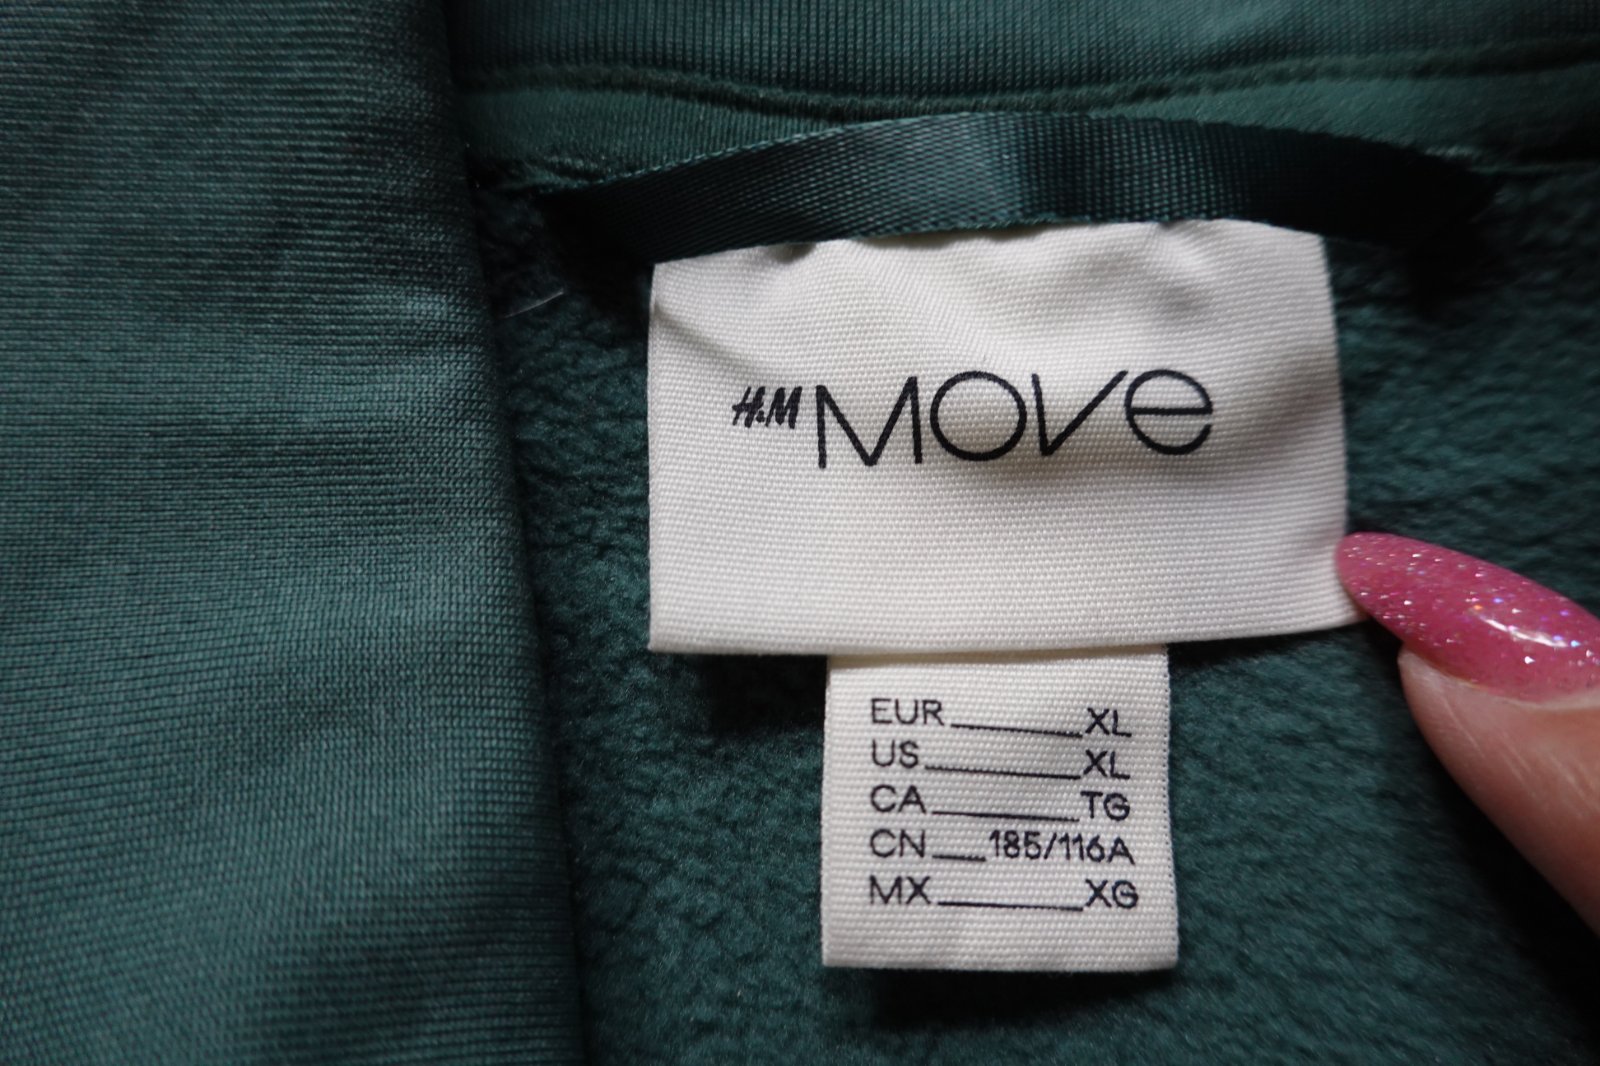 H&M MOVe
EUR XL
US XL
CA TG
CN 185/116A
MX XG